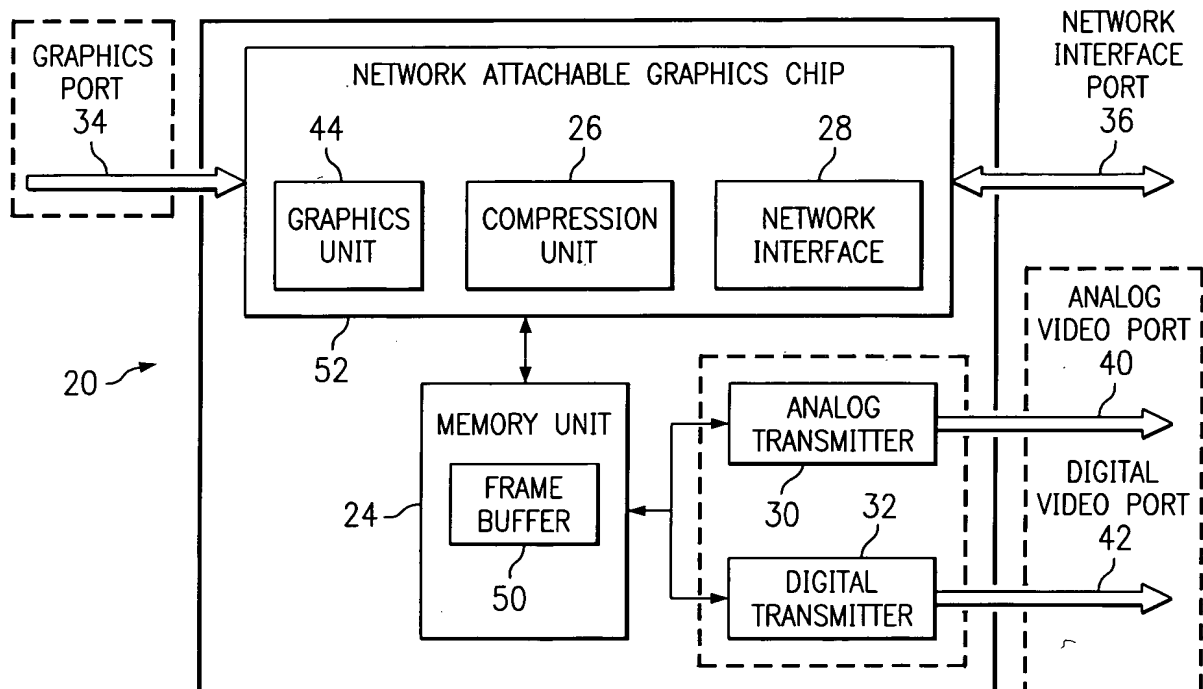 GRAPHICS
PORT
34
NETWORK ATTACHABLE GRAPHICS CHIP
44
26
28
GRAPHICS
UNIT
COMPRESSION
UNIT
NETWORK
INTERFACE
NETWORK
INTERFACE
PORT
36
52
20
MEMORY UNIT
24
FRAME
BUFFER
50
ANALOG
TRANSMITTER
30
32
DIGITAL
TRANSMITTER
ANALOG
VIDEO PORT
40
DIGITAL
VIDEO PORT
42